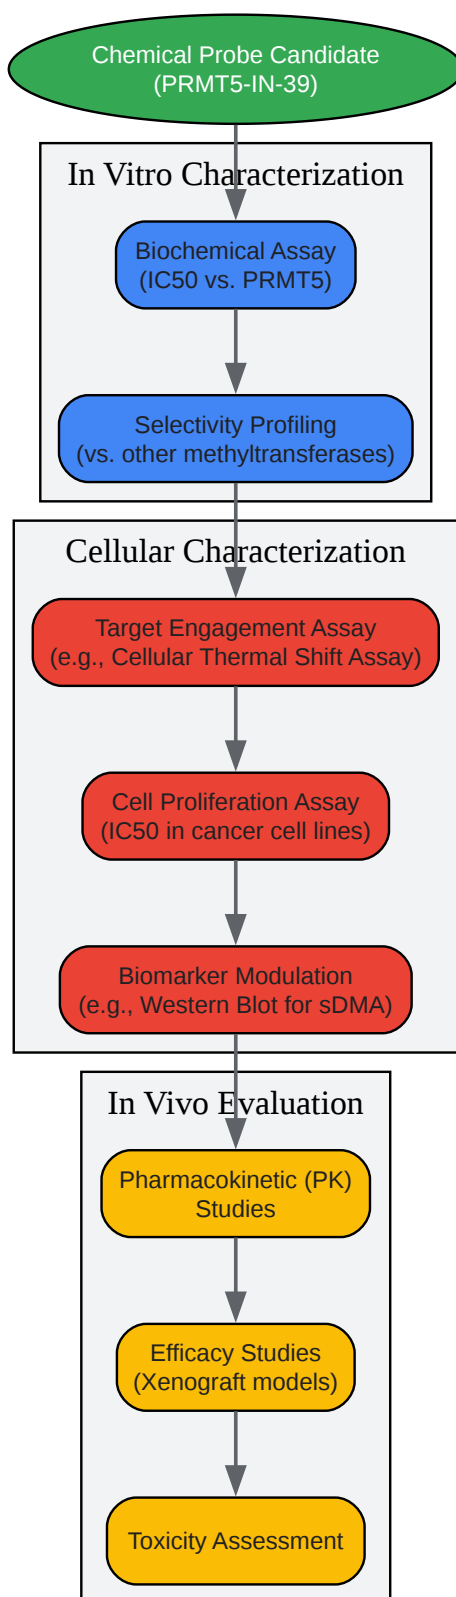 Chemical Probe Candidate
(PRMT5-IN-39)
In Vitro Characterization
Biochemical Assay
(IC50 vs. PRMT5)
Selectivity Profiling
(vs. other methyltransferases)
Cellular Characterization
Target Engagement Assay
(e.g., Cellular Thermal Shift Assay)
Cell Proliferation Assay
(IC50 in cancer cell lines)
Biomarker Modulation
(e.g., Western Blot for sDMA)
In Vivo Evaluation
Pharmacokinetic (PK)
Studies
Efficacy Studies
(Xenograft models)
Toxicity Assessment